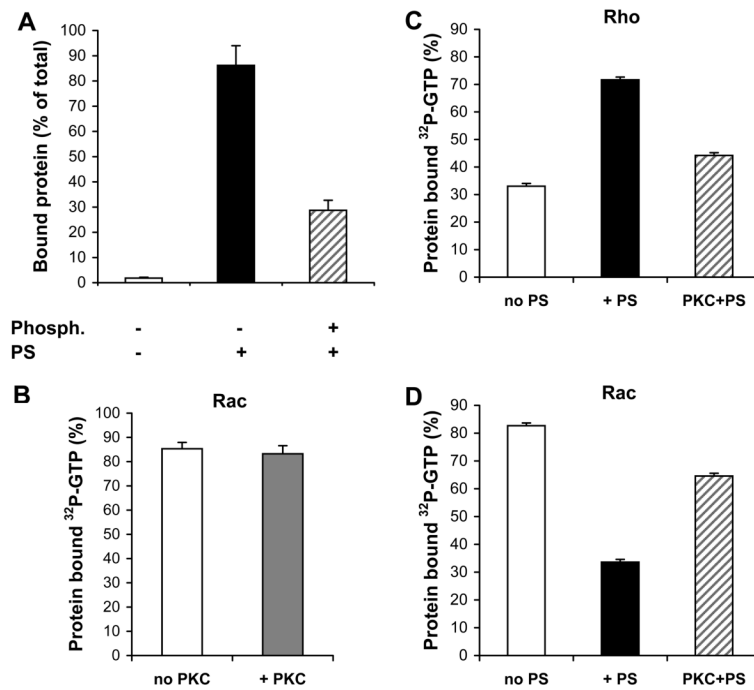 A
Bound protein (% of total)
100
90
80
70
60
50
40
30
20
10
0
Phosph. - - +
PS - + +
B
Rac
Protein bound ³²P-GTP (%)
100
90
80
70
60
50
40
30
20
10
0
no PKC + PKC
C
Rho
Protein bound ³²P-GTP (%)
90
80
70
60
50
40
30
20
10
0
no PS + PS PKC+PS
D
Rac
Protein bound ³²P-GTP (%)
90
80
70
60
50
40
30
20
10
0
no PS + PS PKC+PS